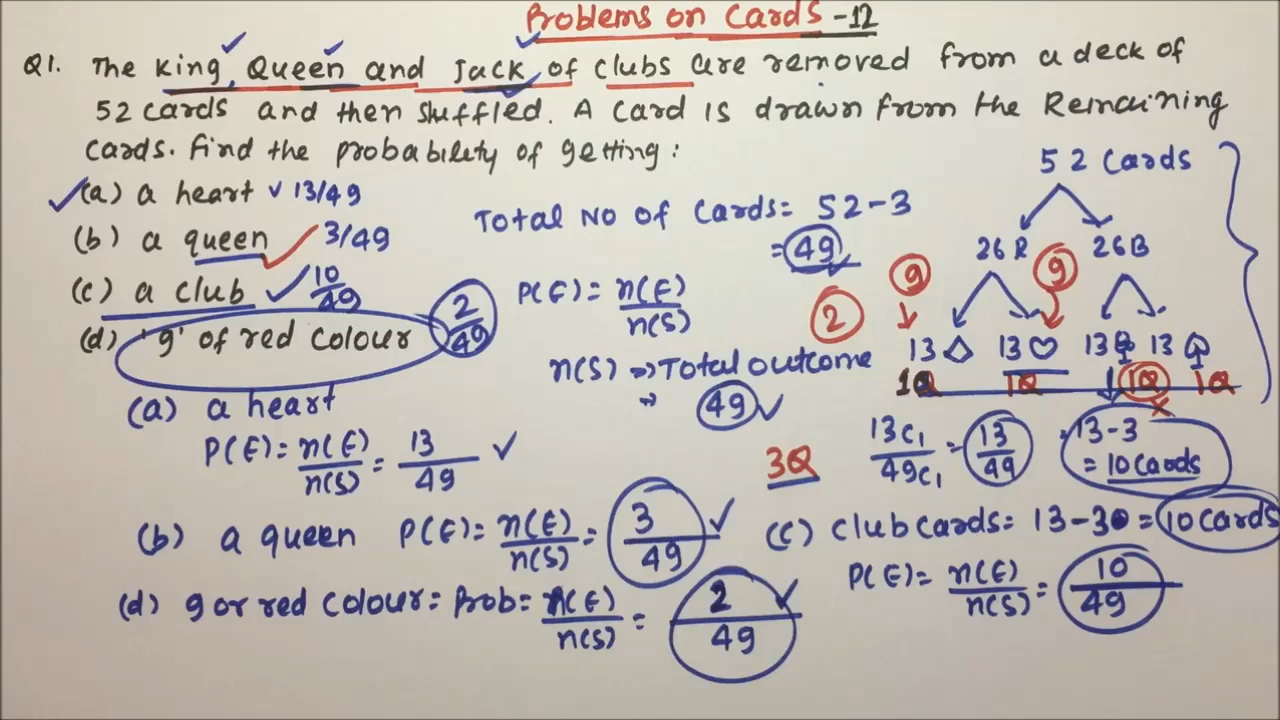 Problems on Cards - 12
Q1. The King, Queen and Jack of Clubs are removed from a deck of
52 cards and then shuffled. A card is drawn from the Remaining
cards. find the probability of getting :
(a) a heart 13/49
(b) a queen 3/49
(c) a club 10/49
(d) '9' of red colour 2/49
Total No of Cards = 52-3
= 49
P(E) = n(E)/n(S)
n(S) => Total outcome
=> 49
52 Cards
26 R 26B
9 9
2
13 ♢ 13 ♡ 13 ♧ 13 ♤
1Q 1Q 1Q 1Q
13-3
= 10 Cards
3Q
13C1/49C1 = 13/49
(a) a heart
P(E) = n(E)/n(S) = 13/49
(b) a queen P(E) = n(E)/n(S) = 3/49
(c) Club Cards = 13-3 = 10 Cards
P(E) = n(E)/n(S) = 10/49
(d) 9 or red colour = Prob = n(E)/n(S) = 2/49